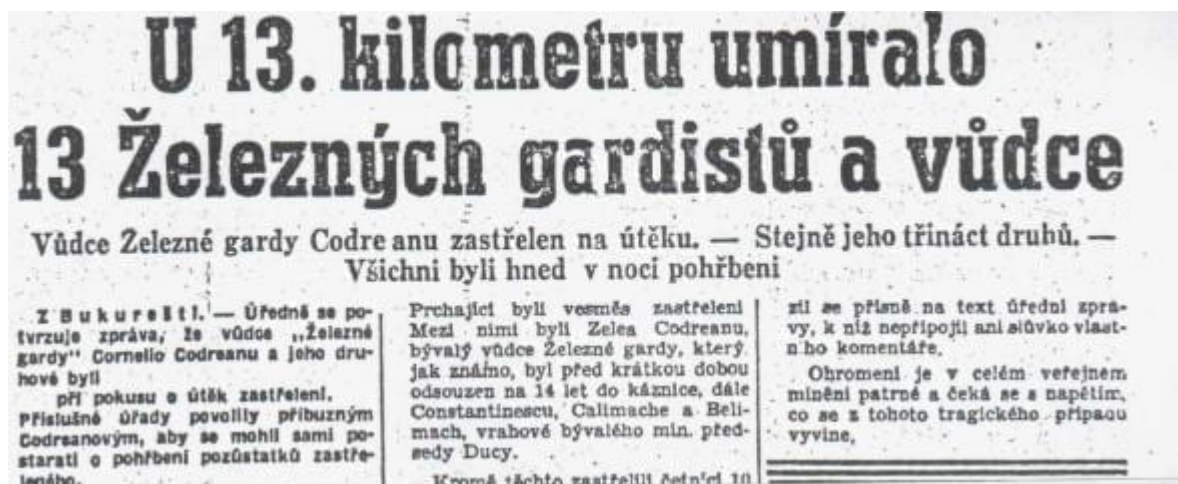 U 13. kilometru umíralo
13 Železných gardistů a vůdce
Vůdce Železné gardy Codreanu zastřelen na útěku. — Stejně jeho třináct druhů. —
Všichni byli hned v noci pohřbeni
Z Bukurešti. — Úředně se po-
tvrzuje zpráva, že vůdce „Železné
gardy" Cornelio Codreanu a jeho dru-
hové byli
při pokusu o útěk zastřeleni.
Příslušné úřady povolily příbuzným
Codreanovým, aby se mohli sami po-
starati o pohřbení pozůstatků zastře-
leného.
Prchající byli vesměs zastřeleni
Mezi nimi byli Zelea Codreanu,
bývalý vůdce Železné gardy, který,
jak známo, byl před krátkou dobou
odsouzen na 14 let do káznice, dále
Constantinescu, Calimache a Beli-
mach, vrahové bývalého min. před-
sedy Ducy.
Kromě těchto zastřelili četníci 10
zii se přísně na text úřední zprá-
vy, k níž nepřipojil ani slůvko vlast-
ního komentáře.
Ohromení je v celém veřejném
mínění patrné a čeká se s napětím,
co se z tohoto tragického případu
vyvine.